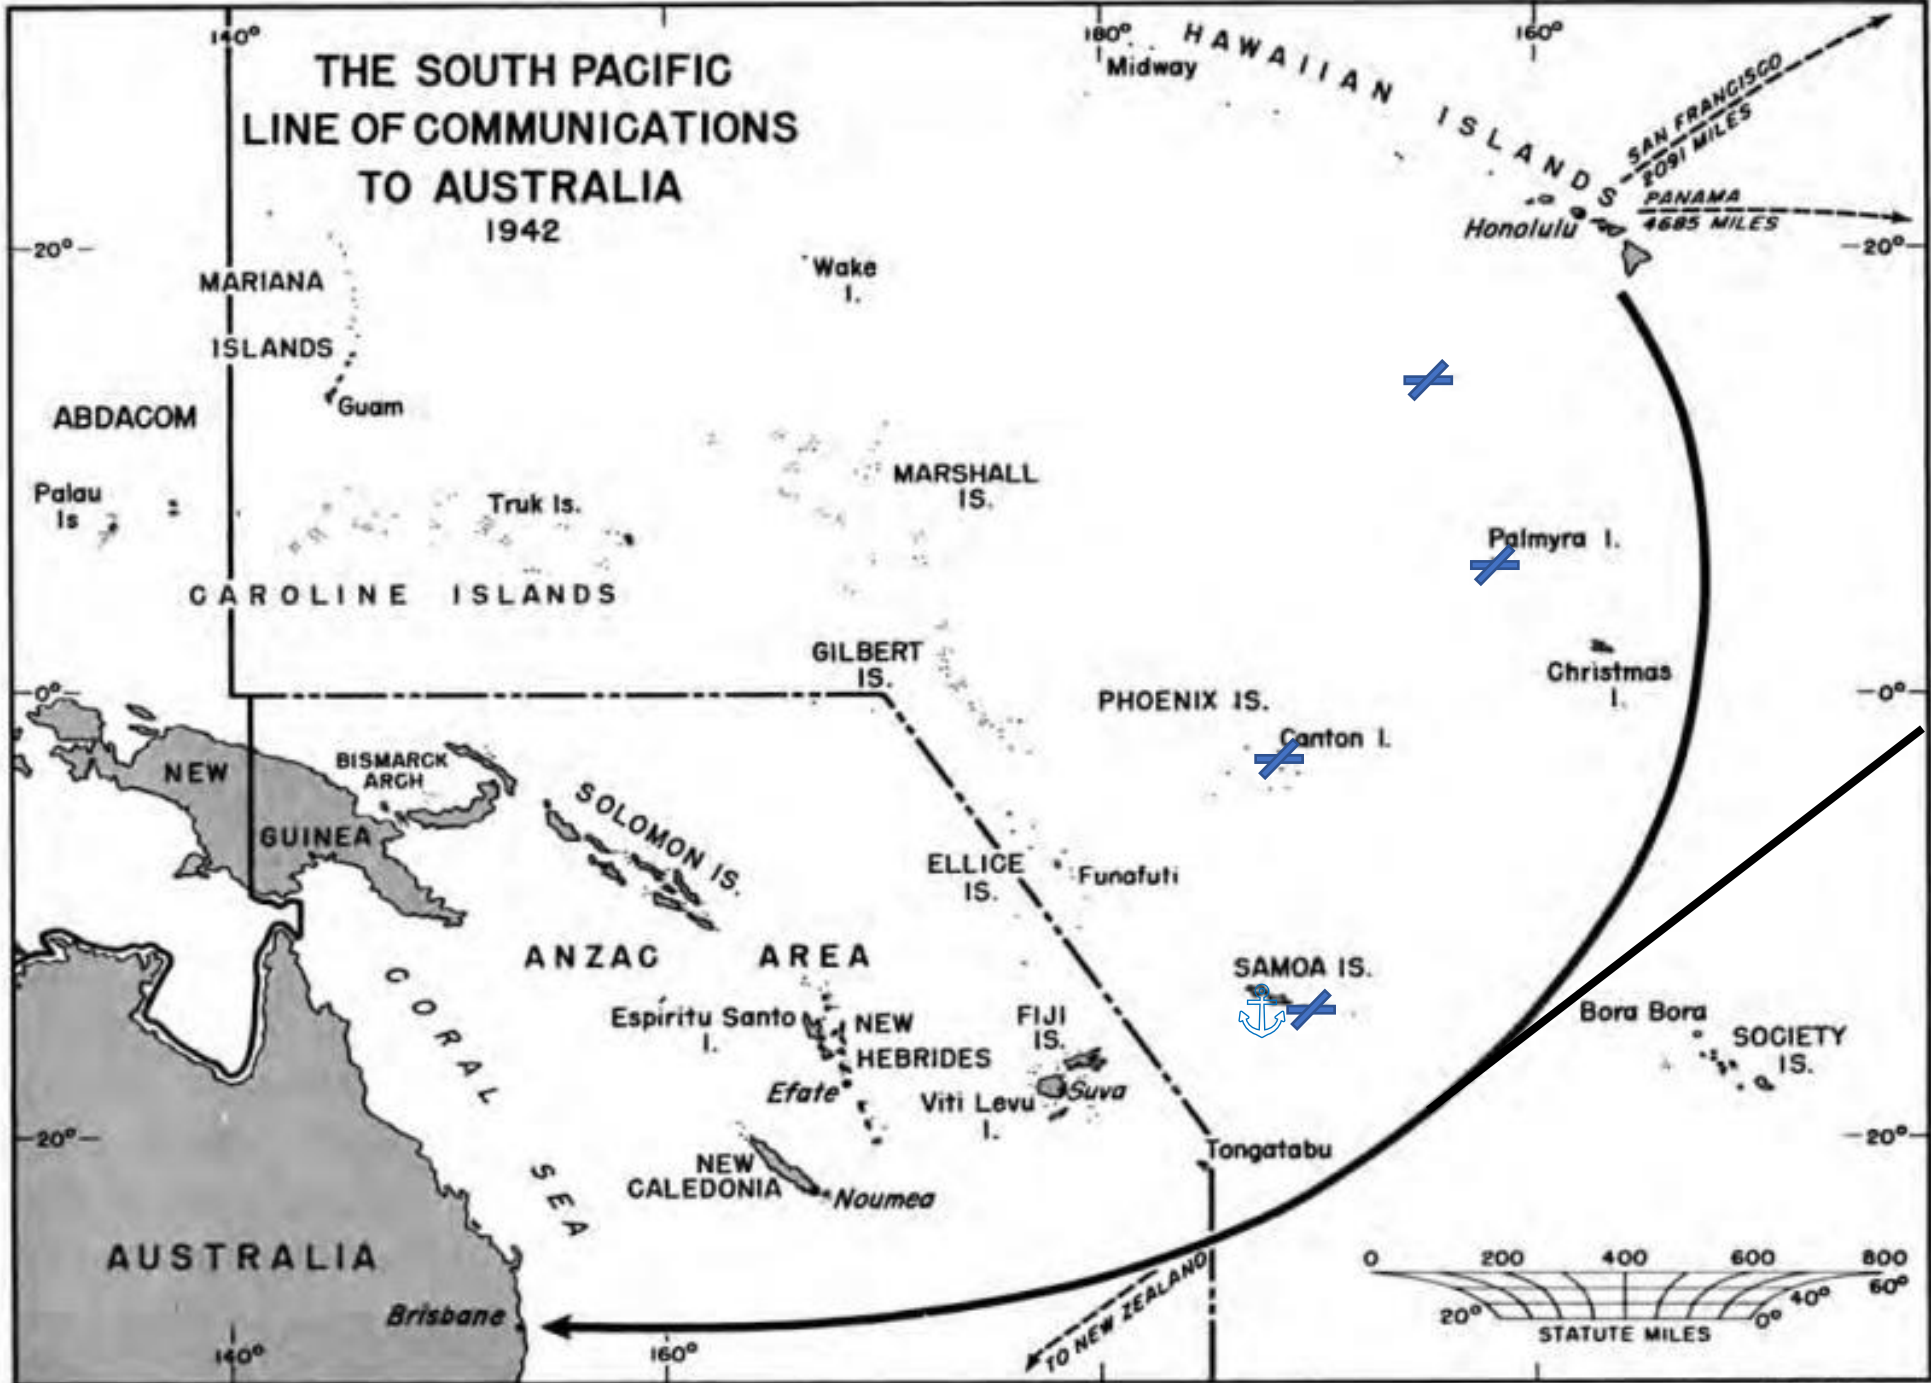 140°
180°
160°
THE SOUTH PACIFIC
LINE OF COMMUNICATIONS
TO AUSTRALIA
1942
HAWAIIAN ISLANDS
Midway
SAN FRANCISCO
2091 MILES
PANAMA
4685 MILES
Honolulu
20°
20°
MARIANA
ISLANDS
Wake
I.
Guam
ABDACOM
Palau
Is
Truk Is.
MARSHALL
IS.
Palmyra I.
CAROLINE ISLANDS
GILBERT
IS.
Christmas
I.
0°
0°
PHOENIX IS.
Canton I.
NEW
GUINEA
BISMARCK
ARCH
SOLOMON IS.
ELLICE
IS.
Funafuti
ANZAC AREA
SAMOA IS.
CORAL SEA
Espiritu Santo
I.
NEW
HEBRIDES
FIJI
IS.
Bora Bora
SOCIETY
IS.
Efate
Viti Levu
I.
Suva
20°
20°
Tongatabu
NEW
CALEDONIA
Noumea
AUSTRALIA
Brisbane
TO NEW ZEALAND
0 200 400 600 800
60°
40°
20°
0°
STATUTE MILES
140°
160°